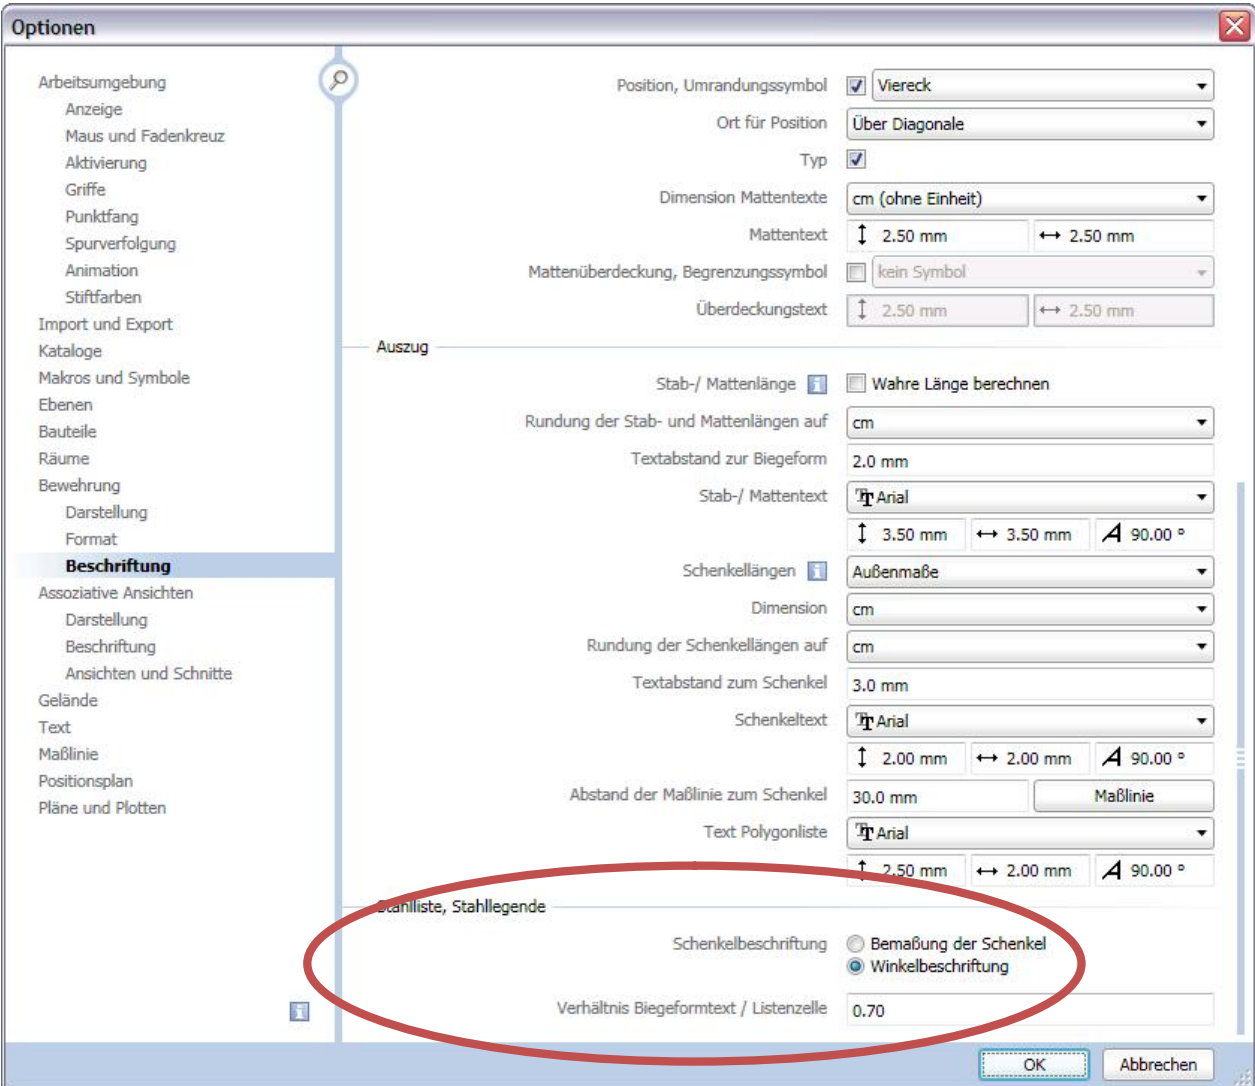 Optionen
Arbeitsumgebung
Anzeige
Maus und Fadenkreuz
Aktivierung
Griffe
Punktfang
Spurverfolgung
Animation
Stiftfarben
Import und Export
Kataloge
Makros und Symbole
Ebenen
Bauteile
Räume
Bewehrung
Darstellung
Format
Beschriftung
Assoziative Ansichten
Darstellung
Beschriftung
Ansichten und Schnitte
Gelände
Text
Maßlinie
Positionsplan
Pläne und Plotten
Position, Umrandungssymbol Viereck
Ort für Position Über Diagonale
Typ
Dimension Mattentexte cm (ohne Einheit)
Mattentext 2.50 mm 2.50 mm
Mattenüberdeckung, Begrenzungssymbol kein Symbol
Überdeckungstext 2.50 mm 2.50 mm
Auszug
Stab-/ Mattenlänge Wahre Länge berechnen
Rundung der Stab- und Mattenlängen auf cm
Textabstand zur Biegeform 2.0 mm
Stab-/ Mattentext Arial
3.50 mm 3.50 mm 90.00 °
Schenkellängen Außenmaße
Dimension cm
Rundung der Schenkellängen auf cm
Textabstand zum Schenkel 3.0 mm
Schenkeltext Arial
2.00 mm 2.00 mm 90.00 °
Abstand der Maßlinie zum Schenkel 30.0 mm Maßlinie
Text Polygonliste Arial
2.50 mm 2.00 mm 90.00 °
Stahlliste, Stahllegende
Schenkelbeschriftung Bemaßung der Schenkel
Winkelbeschriftung
Verhältnis Biegeformtext / Listenzelle 0.70
OK Abbrechen